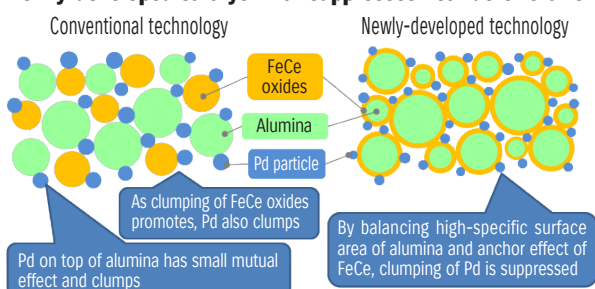 Conventional technology
Newly-developed technology
FeCe
oxides
Alumina
Pd particle
As clumping of FeCe oxides
promotes, Pd also clumps
Pd on top of alumina has small mutual
effect and clumps
By balancing high-specific surface
area of alumina and anchor effect of
FeCe, clumping of Pd is suppressed